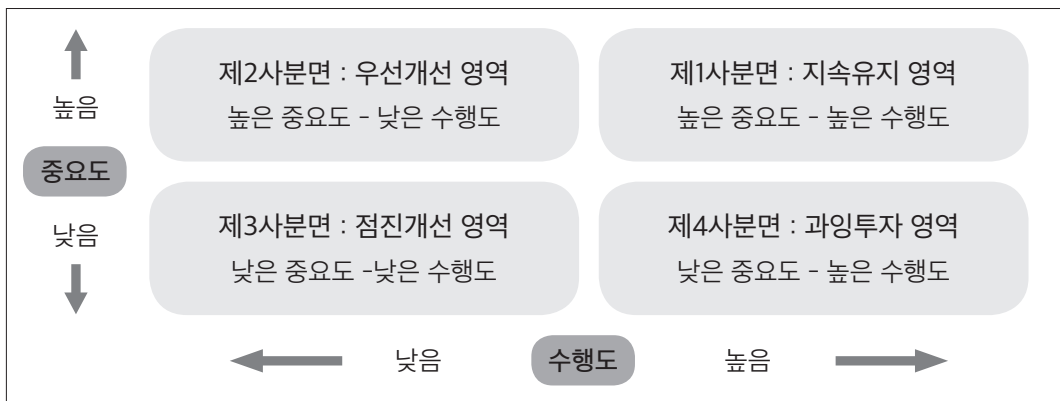 높음
중요도
낮음
제2사분면 : 우선개선 영역
높은 중요도 - 낮은 수행도
제1사분면 : 지속유지 영역
높은 중요도 - 높은 수행도
제3사분면 : 점진개선 영역
낮은 중요도 -낮은 수행도
제4사분면 : 과잉투자 영역
낮은 중요도 - 높은 수행도
낮음
수행도
높음